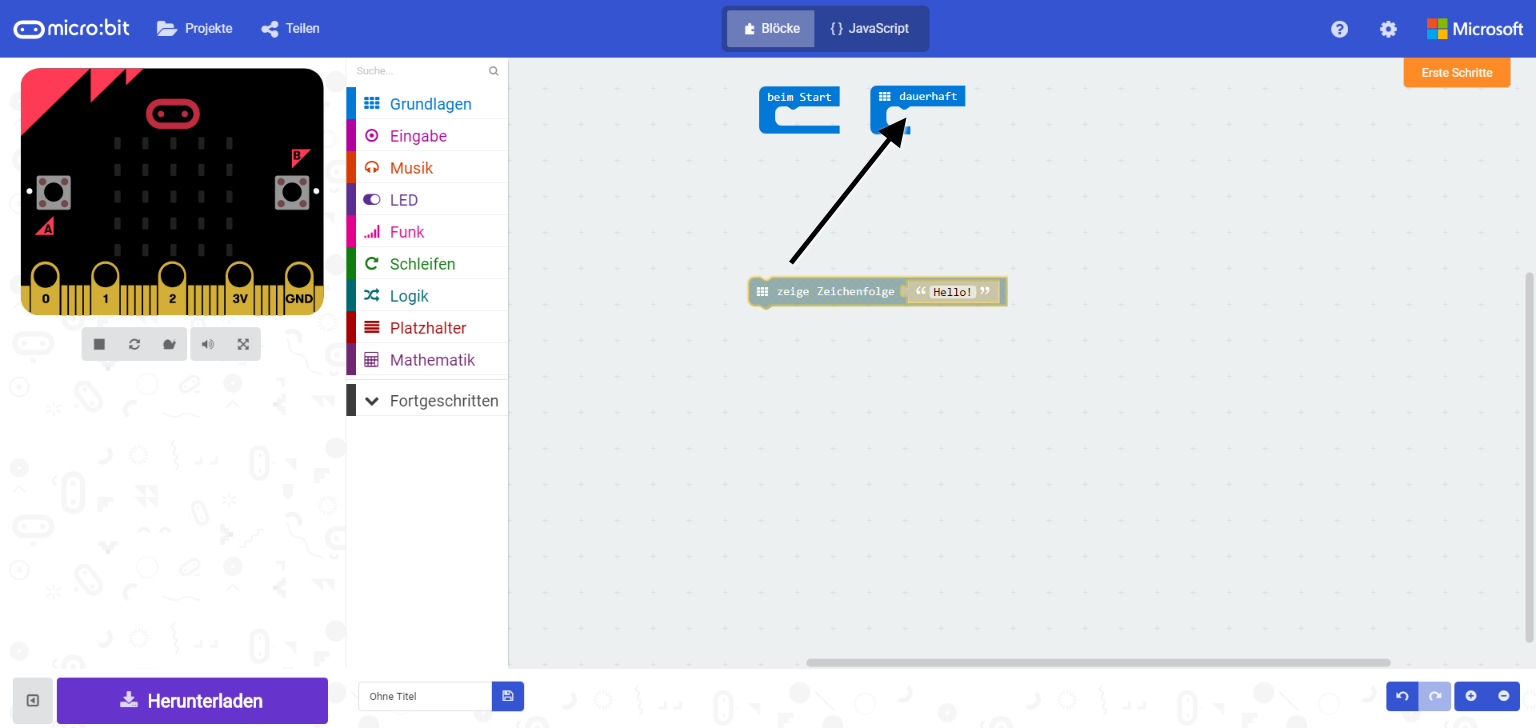 micro:bit
Projekte
Teilen
Blöcke
{ } JavaScript
Microsoft
Erste Schritte
Suche...
Grundlagen
Eingabe
Musik
LED
Funk
Schleifen
Logik
Platzhalter
Mathematik
Fortgeschritten
B
A
0 1 2 3V GND
beim Start
dauerhaft
zeige Zeichenfolge “ Hello! ”
Herunterladen
Ohne Titel